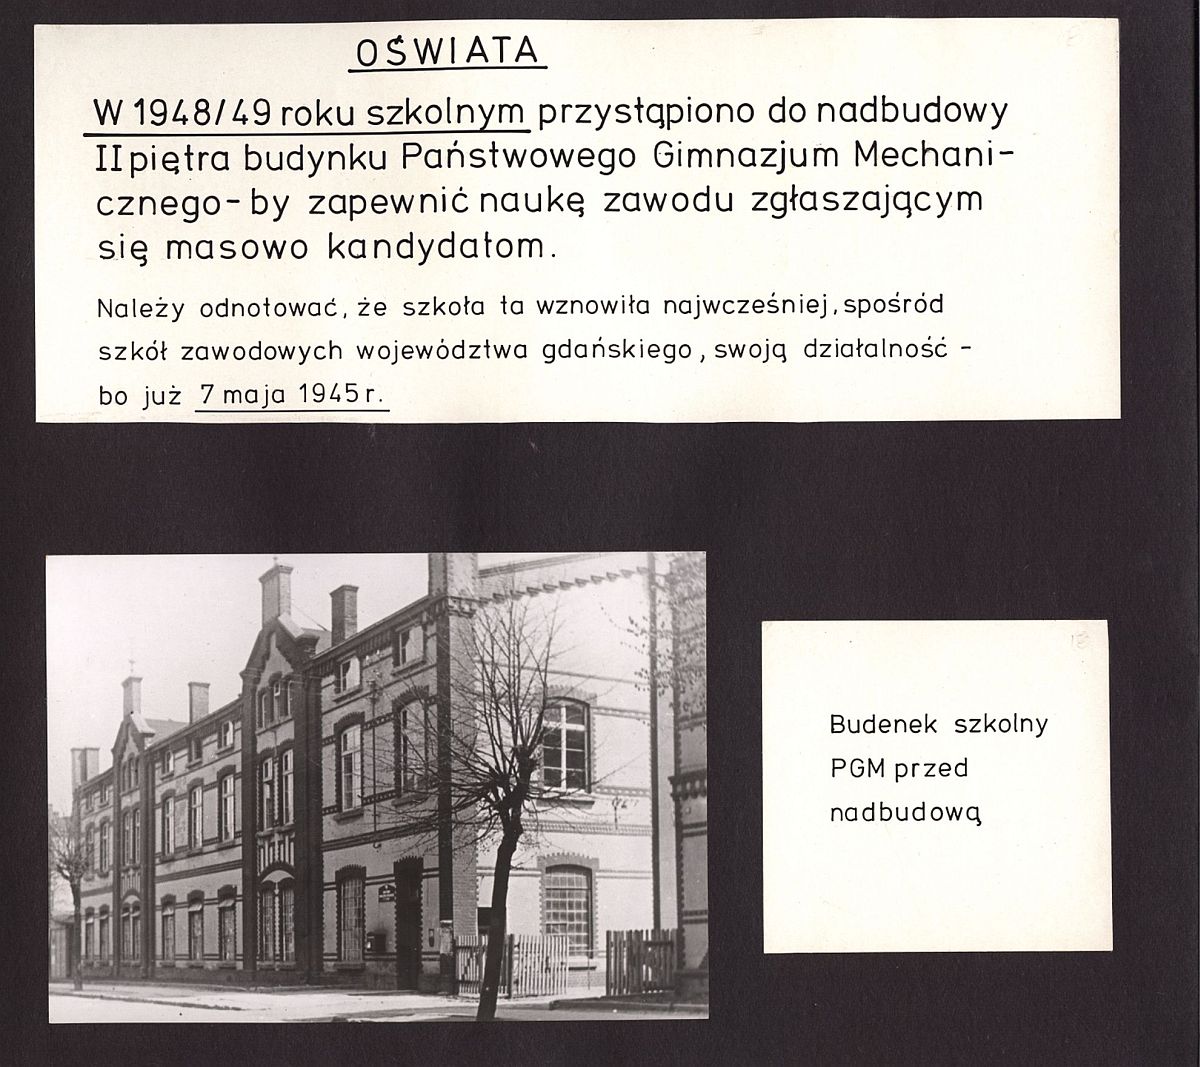 OŚWIATA
W 1948/49 roku szkolnym przystąpiono do nadbudowy
II piętra budynku Państwowego Gimnazjum Mechani-
cznego - by zapewnić naukę zawodu zgłaszającym
się masowo kandydatom.
Należy odnotować, że szkoła ta wznowiła najwcześniej, spośród
szkół zawodowych województwa gdańskiego, swoją działalność -
bo już 7 maja 1945 r.
Budenek szkolny
PGM przed
nadbudową